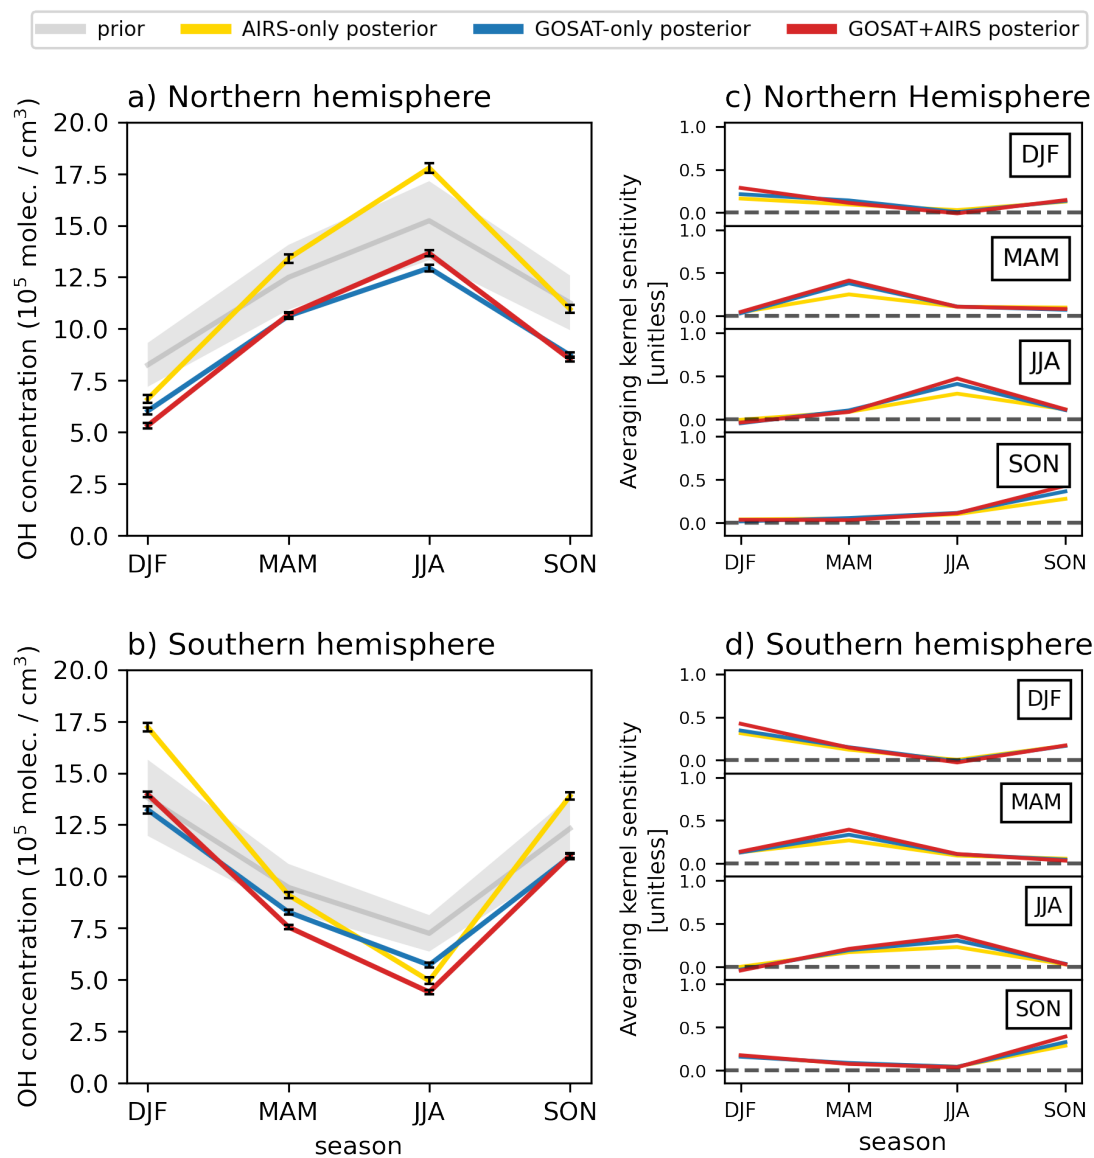 prior AIRS-only posterior GOSAT-only posterior GOSAT+AIRS posterior
a) Northern hemisphere
OH concentration (10⁵ molec. / cm³)
20.0
17.5
15.0
12.5
10.0
7.5
5.0
2.5
0.0
DJF MAM JJA SON
c) Northern Hemisphere
Averaging kernel sensitivity
[unitless]
1.0
0.5
0.0
DJF
1.0
0.5
0.0
MAM
1.0
0.5
0.0
JJA
1.0
0.5
0.0
SON
DJF MAM JJA SON
b) Southern hemisphere
OH concentration (10⁵ molec. / cm³)
20.0
17.5
15.0
12.5
10.0
7.5
5.0
2.5
0.0
DJF MAM JJA SON
season
d) Southern hemisphere
Averaging kernel sensitivity
[unitless]
1.0
0.5
0.0
DJF
1.0
0.5
0.0
MAM
1.0
0.5
0.0
JJA
1.0
0.5
0.0
SON
DJF MAM JJA SON
season